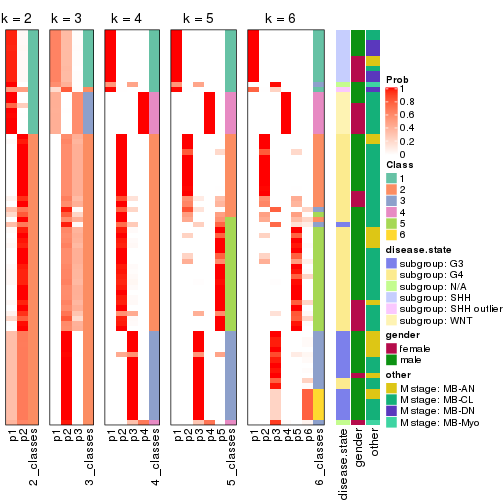 k = 2
k = 3
k = 4
k = 5
k = 6
p1
p2
2_classes
p1
p2
p3
3_classes
p1
p2
p3
p4
4_classes
p1
p2
p3
p4
p5
5_classes
p1
p2
p3
p4
p5
p6
6_classes
disease.state
gender
other
Prob
1
0.8
0.6
0.4
0.2
0
Class
1
2
3
4
5
6
disease.state
subgroup: G3
subgroup: G4
subgroup: N/A
subgroup: SHH
subgroup: SHH outlier
subgroup: WNT
gender
female
male
other
M stage: MB-AN
M stage: MB-CL
M stage: MB-DN
M stage: MB-Myo